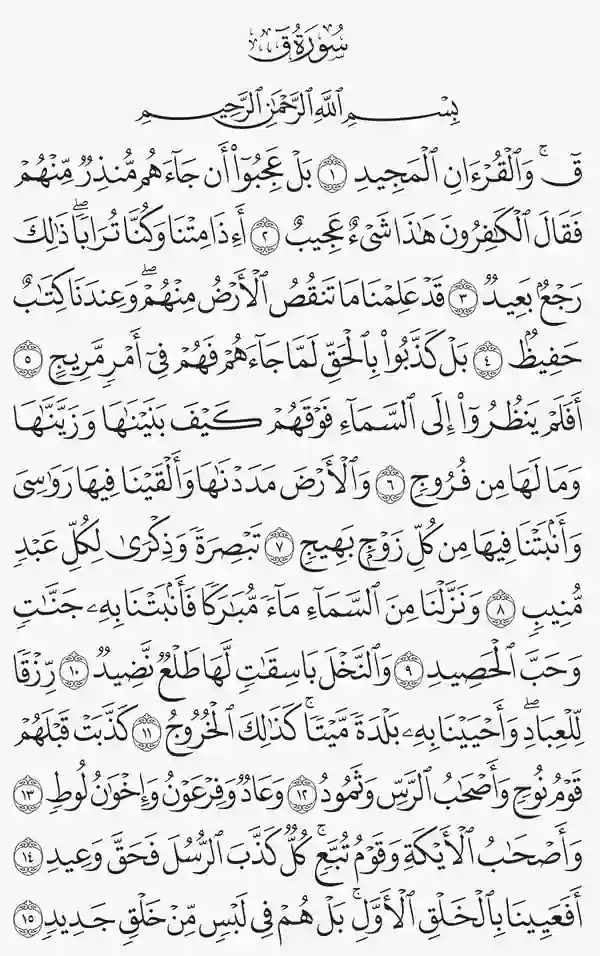 سُورَةُ قٓ
بِسْمِ ٱللَّهِ ٱلرَّحْمَٰنِ ٱلرَّحِيمِ
قٓ ۚ وَٱلْقُرْءَانِ ٱلْمَجِيدِ ١ بَلْ عَجِبُوٓا۟ أَن جَآءَهُم مُّنذِرٌ مِّنْهُمْ
فَقَالَ ٱلْكَٰفِرُونَ هَٰذَا شَىْءٌ عَجِيبٌ ٢ أَءِذَا مِتْنَا وَكُنَّا تُرَابًا ۖ ذَٰلِكَ
رَجْعٌۢ بَعِيدٌ ٣ قَدْ عَلِمْنَا مَا تَنقُصُ ٱلْأَرْضُ مِنْهُمْ ۖ وَعِندَنَا كِتَٰبٌ
حَفِيظٌۢ ٤ بَلْ كَذَّبُوا۟ بِٱلْحَقِّ لَمَّا جَآءَهُمْ فَهُمْ فِىٓ أَمْرٍ مَّرِيجٍ ٥
أَفَلَمْ يَنظُرُوٓا۟ إِلَى ٱلسَّمَآءِ فَوْقَهُمْ كَيْفَ بَنَيْنَٰهَا وَزَيَّنَّٰهَا
وَمَا لَهَا مِن فُرُوجٍ ٦ وَٱلْأَرْضَ مَدَدْنَٰهَا وَأَلْقَيْنَا فِيهَا رَوَٰسِىَ
وَأَنۢبَتْنَا فِيهَا مِن كُلِّ زَوْجٍۭ بَهِيجٍ ٧ تَبْصِرَةً وَذِكْرَىٰ لِكُلِّ عَبْدٍ
مُّنِيبٍ ٨ وَنَزَّلْنَا مِنَ ٱلسَّمَآءِ مَآءً مُّبَٰرَكًا فَأَنۢبَتْنَا بِهِۦ جَنَّٰتٍ
وَحَبَّ ٱلْحَصِيدِ ٩ وَٱلنَّخْلَ بَاسِقَٰتٍ لَّهَا طَلْعٌ نَّضِيدٌ ١٠ رِّزْقًا
لِّلْعِبَادِ ۖ وَأَحْيَيْنَا بِهِۦ بَلْدَةً مَّيْتًا ۚ كَذَٰلِكَ ٱلْخُرُوجُ ١١ كَذَّبَتْ قَبْلَهُمْ
قَوْمُ نُوحٍ وَأَصْحَٰبُ ٱلرَّسِّ وَثَمُودُ ١٢ وَعَادٌ وَفِرْعَوْنُ وَإِخْوَٰنُ لُوطٍ ١٣
وَأَصْحَٰبُ ٱلْأَيْكَةِ وَقَوْمُ تُبَّعٍ ۚ كُلٌّ كَذَّبَ ٱلرُّسُلَ فَحَقَّ وَعِيدِ ١٤
أَفَعَيِينَا بِٱلْخَلْقِ ٱلْأَوَّلِ ۚ بَلْ هُمْ فِى لَبْسٍ مِّنْ خَلْقٍ جَدِيدٍ ١٥